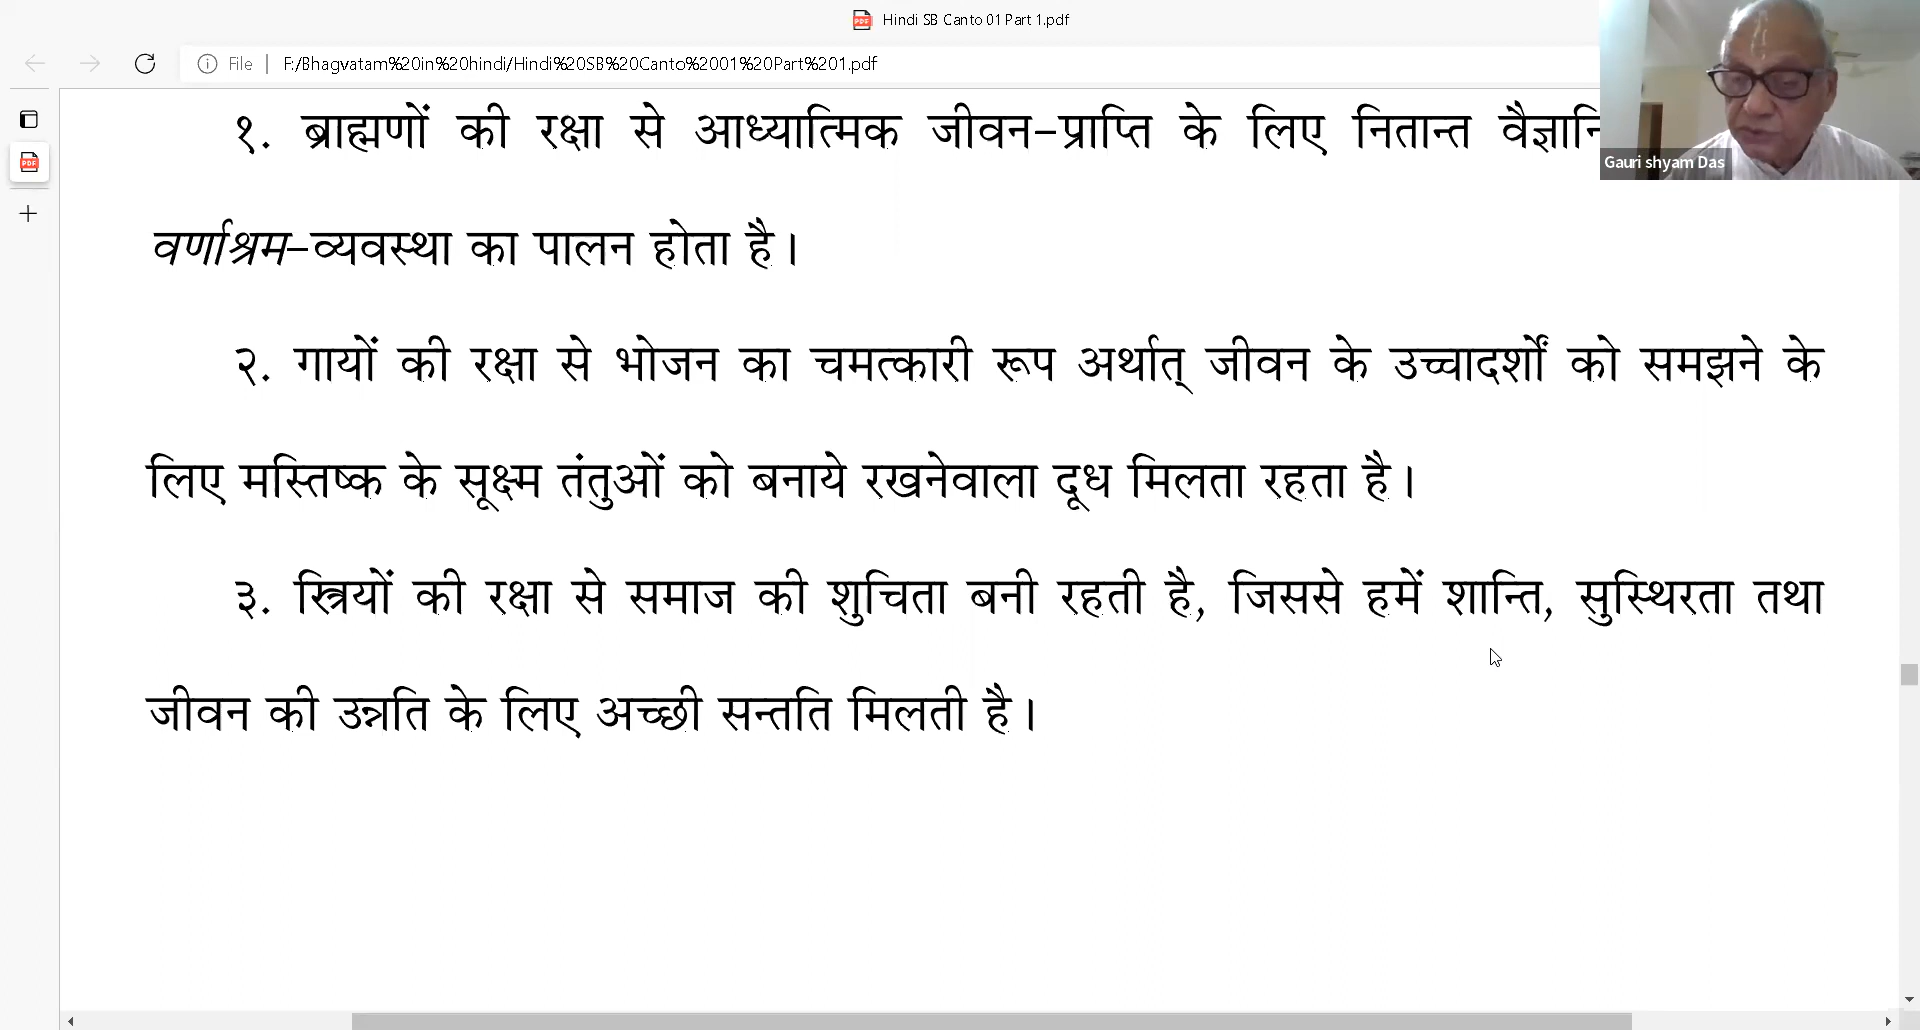 Hindi SB Canto 01 Part 1.pdf
File | F:/Bhagvatam%20in%20hindi/Hindi%20SB%20Canto%2001%20Part%201.pdf
Gauri shyam Das
१. ब्राह्मणों की रक्षा से आध्यात्मिक जीवन-प्राप्ति के लिए नितान्त
वर्णाश्रम-व्यवस्था का पालन होता है।
२. गायों की रक्षा से भोजन का चमत्कारी रूप अर्थात् जीवन के उच्चादर्शों को समझने के
लिए मस्तिष्क के सूक्ष्म तंतुओं को बनाये रखनेवाला दूध मिलता रहता है।
३. स्त्रियों की रक्षा से समाज की शुचिता बनी रहती है, जिससे हमें शान्ति, सुस्थिरता तथा
जीवन की उन्नति के लिए अच्छी सन्तति मिलती है।